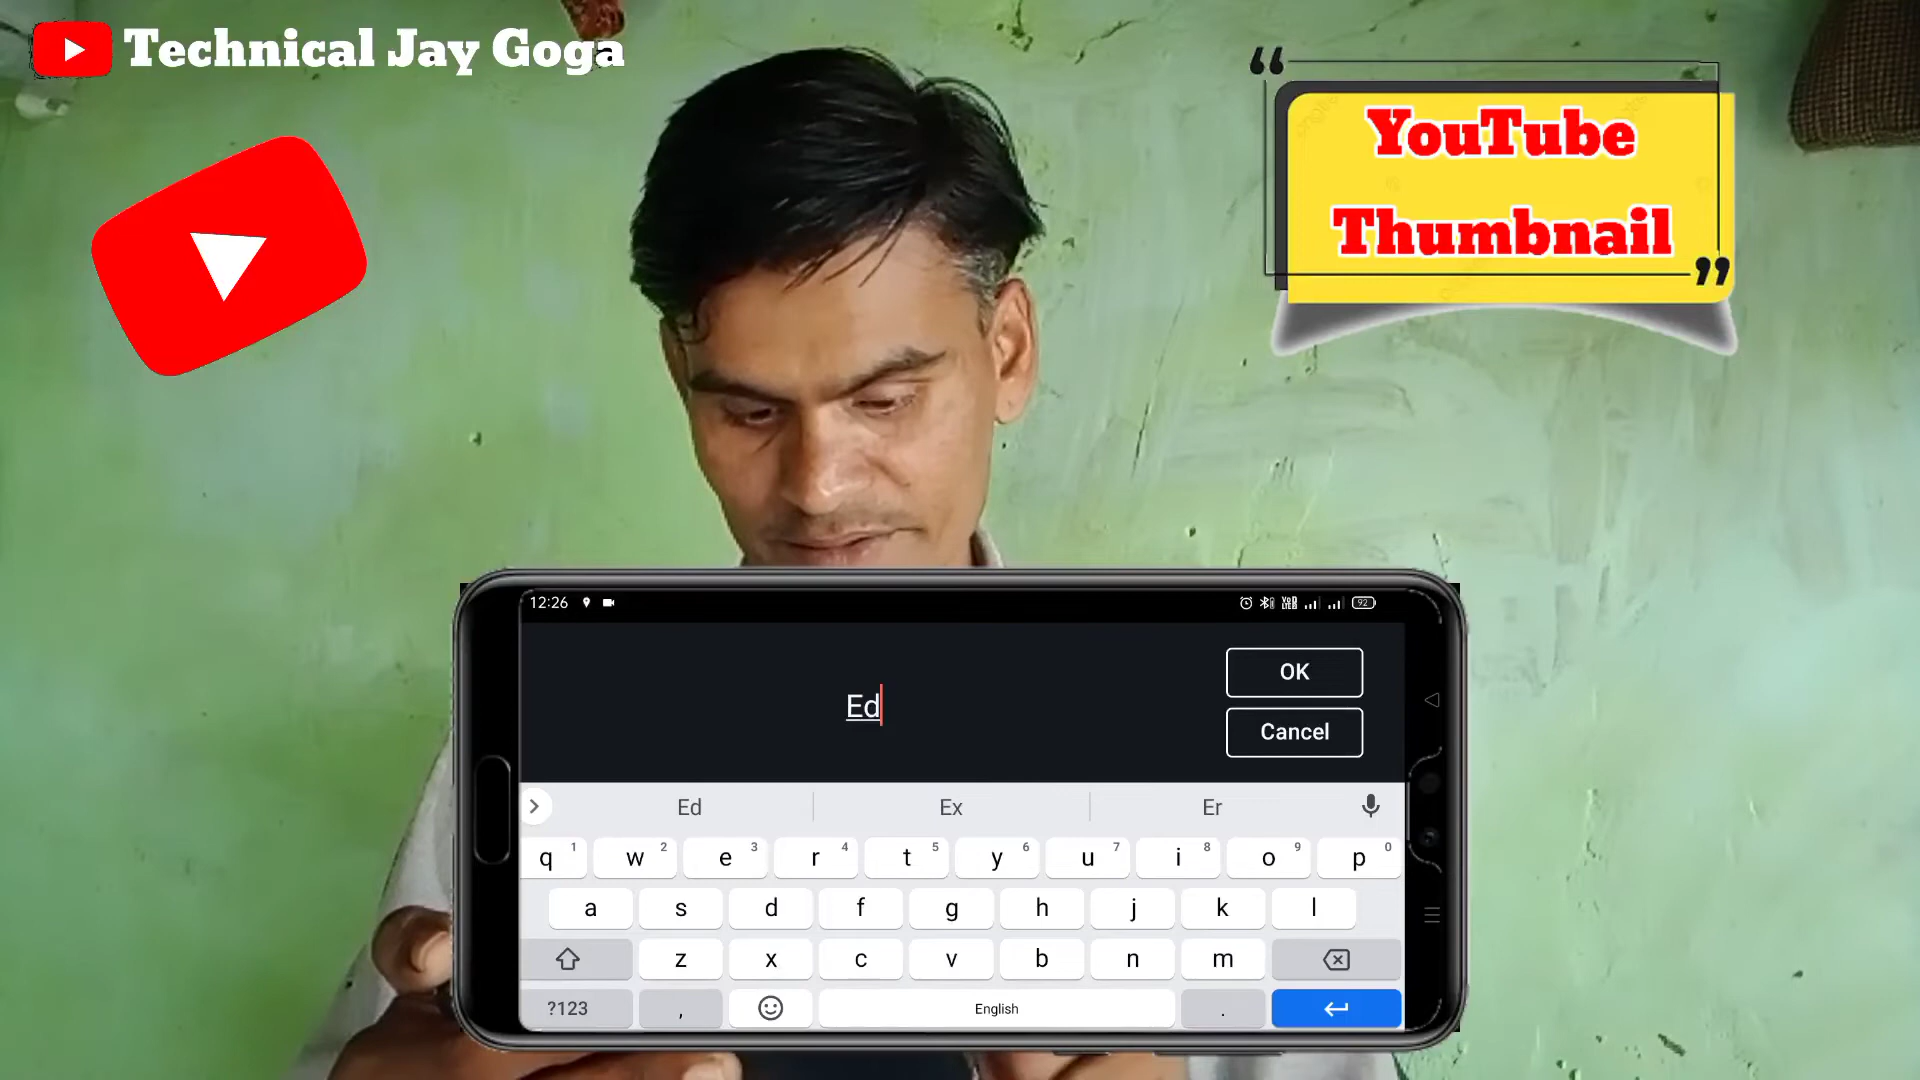 Technical Jay Goga
“
YouTube
Thumbnail
”
12:26
92
Ed
OK
Cancel
Ed Ex Er
q 1 w 2 e 3 r 4 t 5 y 6 u 7 i 8 o 9 p 0
a s d f g h j k l
z x c v b n m
?123 , English .